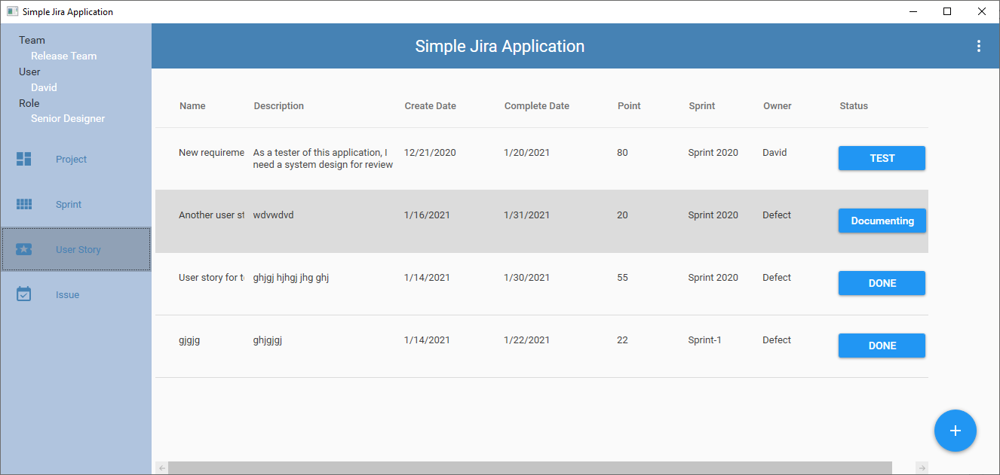 Simple Jira Application
Team
Release Team
User
David
Role
Senior Designer
Project
Sprint
User Story
Issue
Simple Jira Application
Name Description Create Date Complete Date Point Sprint Owner Status
New requireme As a tester of this application, I 12/21/2020 1/20/2021 80 Sprint 2020 David TEST
need a system design for review
Another user st wdvwdvd 1/16/2021 1/31/2021 20 Sprint 2020 Defect Documenting
User story for t ghjgj hjhgj jhg ghj 1/14/2021 1/30/2021 55 Sprint 2020 Defect DONE
gjgjg ghjgjgj 1/14/2021 1/22/2021 22 Sprint-1 Defect DONE
+